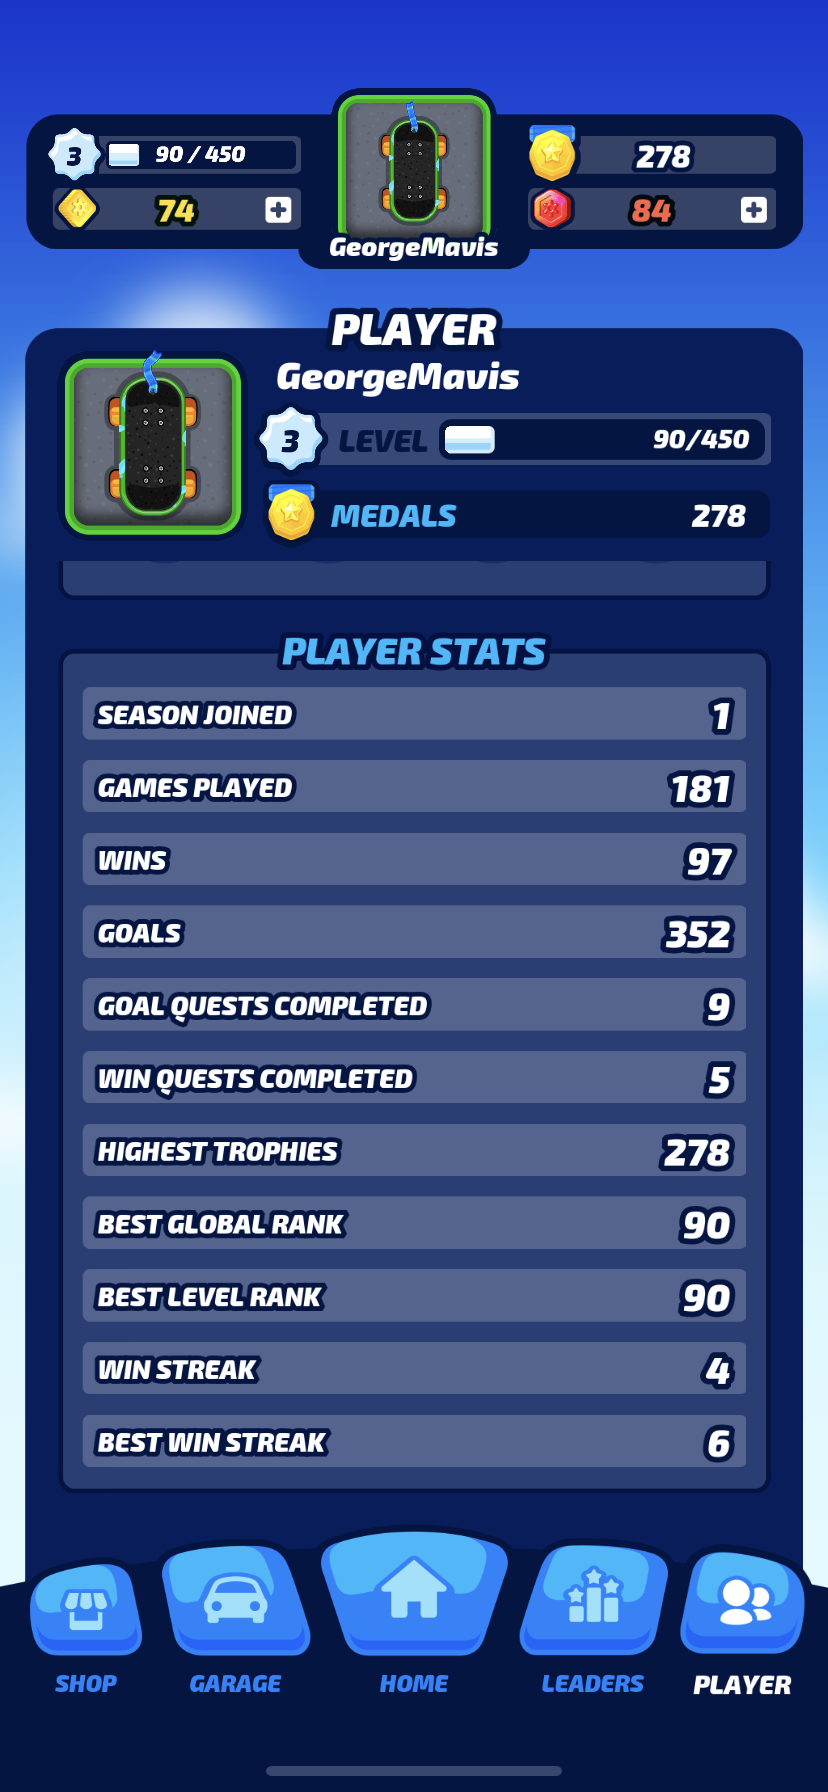 3 90 / 450 278
74 84
GeorgeMavis
PLAYER
GeorgeMavis
3 LEVEL 90/450
MEDALS 278
PLAYER STATS
SEASON JOINED 1
GAMES PLAYED 181
WINS 97
GOALS 352
GOAL QUESTS COMPLETED 9
WIN QUESTS COMPLETED 5
HIGHEST TROPHIES 278
BEST GLOBAL RANK 90
BEST LEVEL RANK 90
WIN STREAK 4
BEST WIN STREAK 6
SHOP GARAGE HOME LEADERS PLAYER